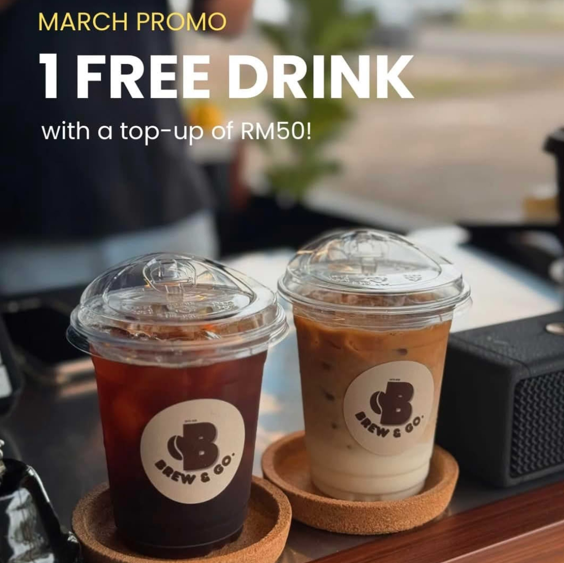 MARCH PROMO
1 FREE DRINK
with a top-up of RM50!
B
BREW & GO.
B
BREW & GO.